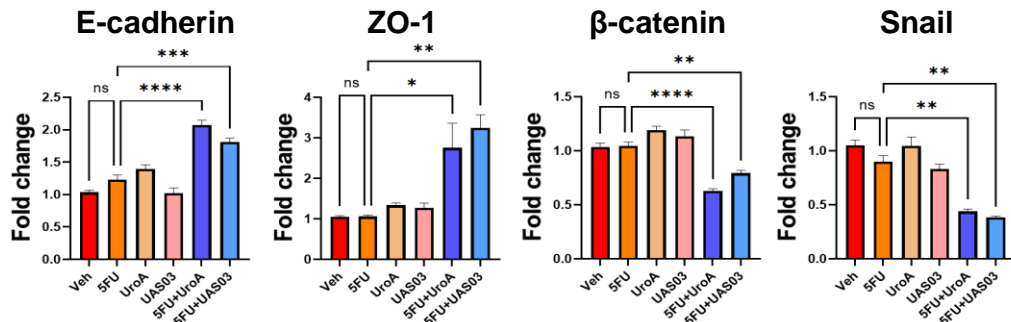 E-cadherin
Fold change
2.5
2.0
1.5
1.0
0.5
0.0
ns
****
***
Veh
5FU
UroA
UAS03
5FU+UroA
5FU+UAS03
ZO-1
Fold change
4
3
2
1
0
ns
*
**
Veh
5FU
UroA
UAS03
5FU+UroA
5FU+UAS03
β-catenin
Fold change
1.5
1.0
0.5
0.0
ns
****
**
Veh
5FU
UroA
UAS03
5FU+UroA
5FU+UAS03
Snail
Fold change
1.5
1.0
0.5
0.0
ns
**
**
Veh
5FU
UroA
UAS03
5FU+UroA
5FU+UAS03